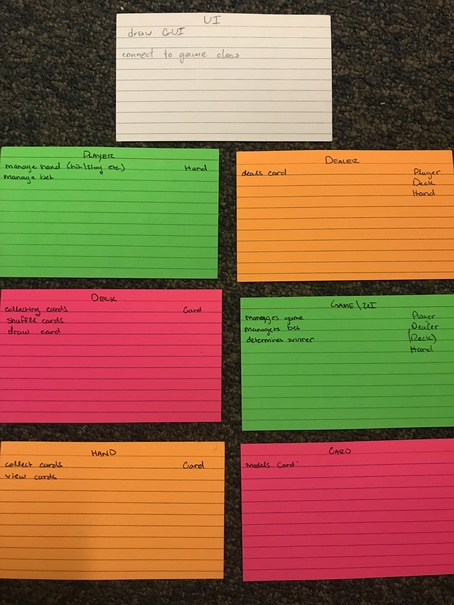 UI
draw GUI
connect to game class
PLAYER
manage hand (hit/stay etc.) Hand
manage bet
DEALER
deals card Player
Deck
Hand
DECK
collecting cards Card
shuffle cards
draw card
GAME/UI
manages game Player
managers bet Dealer
determines winner (Deck)
Hand
HAND
collect cards Card
view cards
CARD
Models Card